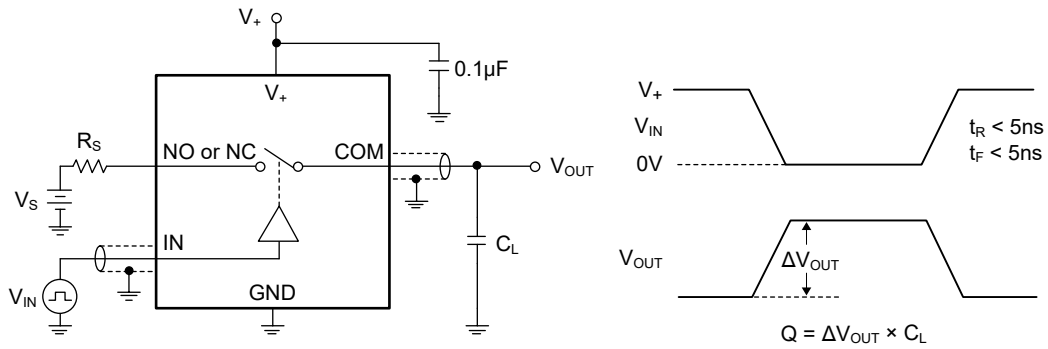 V+
0.1µF
V+
RS
NO or NC
COM
VOUT
VS
IN
CL
VIN
GND
V+
VIN
0V
tR < 5ns
tF < 5ns
VOUT
ΔVOUT
Q = ΔVOUT × CL